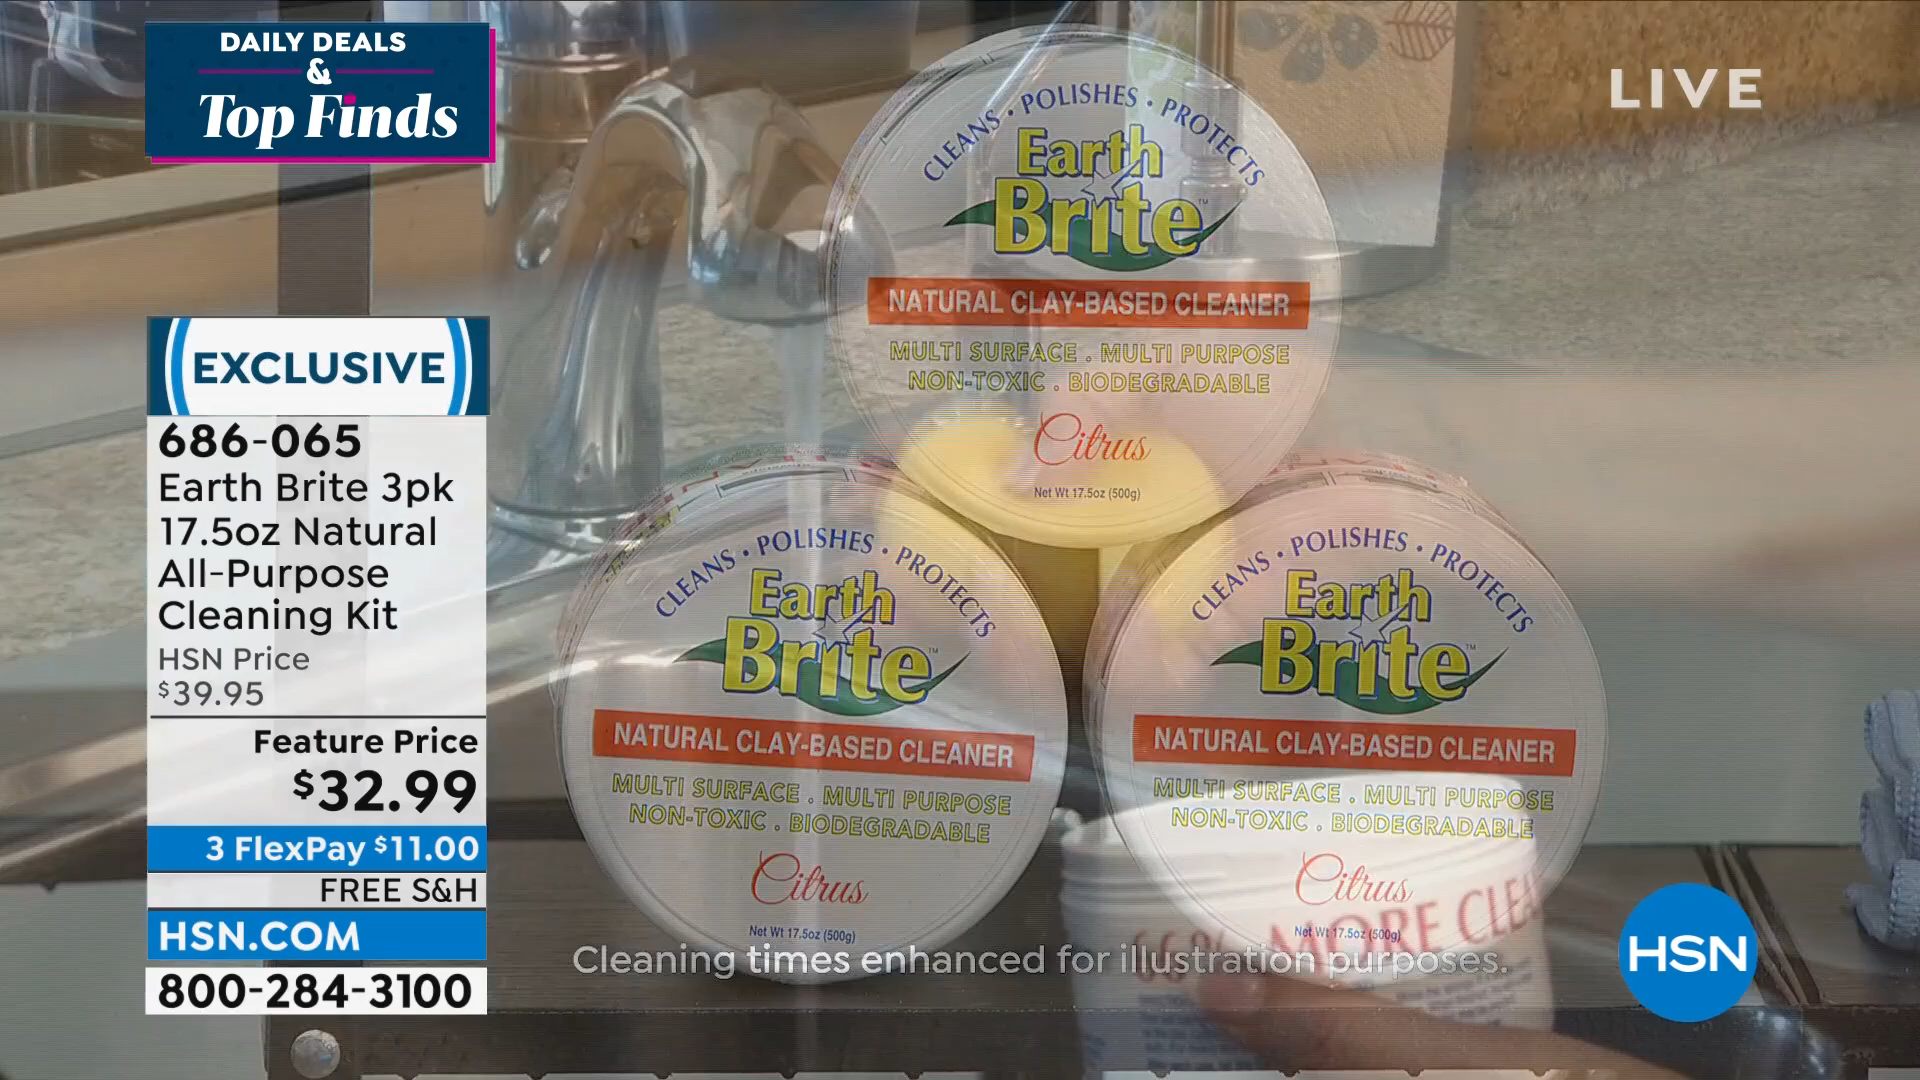 DAILY DEALS
&
Top Finds
LIVE
EXCLUSIVE
686-065
Earth Brite 3pk
17.5oz Natural
All-Purpose
Cleaning Kit
HSN Price
$39.95
Feature Price
$32.99
3 FlexPay $11.00
FREE S&H
HSN.COM
800-284-3100
CLEANS • POLISHES • PROTECTS
Earth
Brite™
NATURAL CLAY-BASED CLEANER
MULTI SURFACE . MULTI PURPOSE
NON-TOXIC . BIODEGRADABLE
Citrus
Net Wt 17.5oz (500g)
CLEANS • POLISHES • PROTECTS
Earth
Brite™
NATURAL CLAY-BASED CLEANER
MULTI SURFACE . MULTI PURPOSE
NON-TOXIC . BIODEGRADABLE
Citrus
Net Wt 17.5oz (500g)
CLEANS • POLISHES • PROTECTS
Earth
Brite™
NATURAL CLAY-BASED CLEANER
MULTI SURFACE . MULTI PURPOSE
NON-TOXIC . BIODEGRADABLE
Citrus
Net Wt 17.5oz (500g)
MORE
Cleaning times enhanced for illustration purposes.
HSN